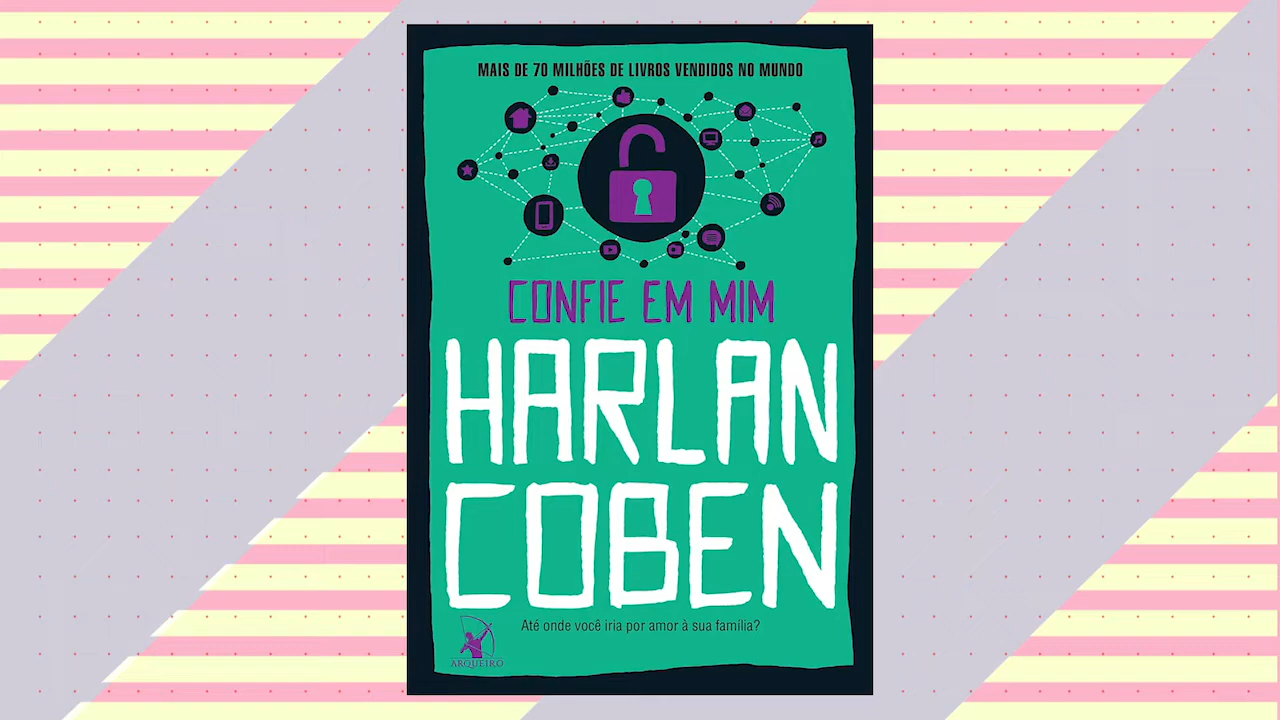 MAIS DE 70 MILHÕES DE LIVROS VENDIDOS NO MUNDO
CONFIE EM MIM
HARLAN
COBEN
Até onde você iria por amor à sua família?
ARQUEIRO